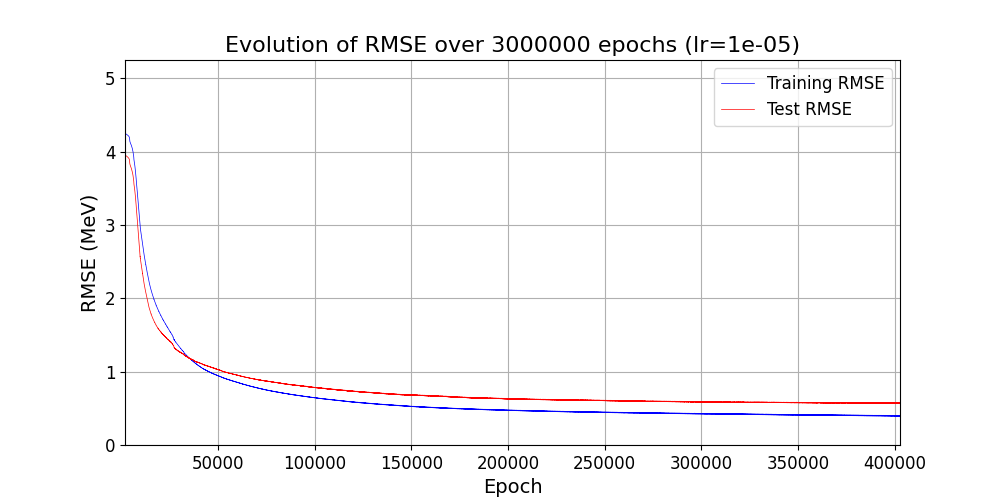 Evolution of RMSE over 3000000 epochs (lr=1e-05)
Training RMSE
Test RMSE
RMSE (MeV)
5
4
3
2
1
0
50000 100000 150000 200000 250000 300000 350000 400000
Epoch